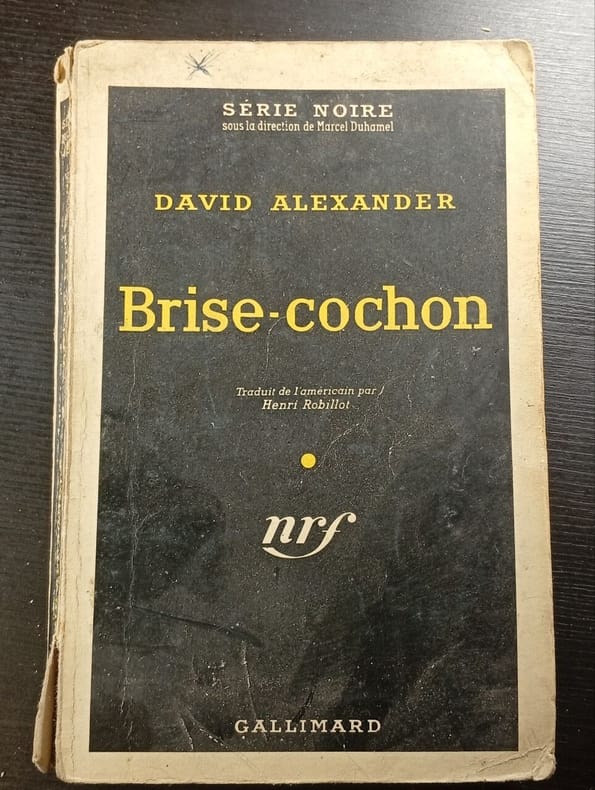 SÉRIE NOIRE
sous la direction de Marcel Duhamel
DAVID ALEXANDER
Brise-cochon
Traduit de l'américain par
Henri Robillot
nrf
GALLIMARD